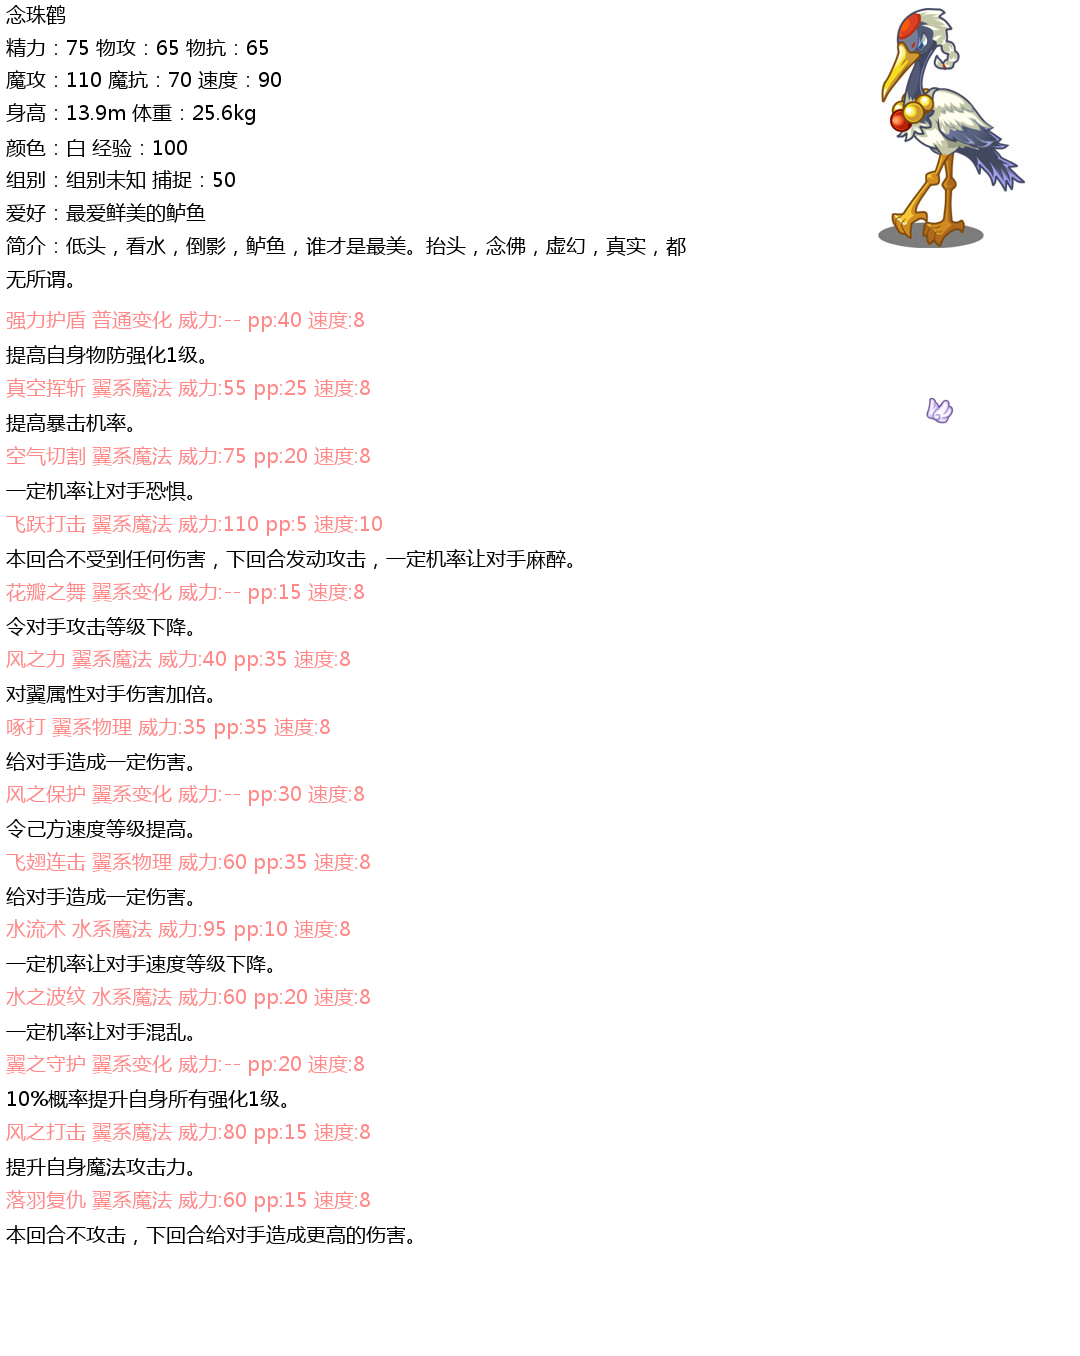 念珠鹤
精力：75 物攻：65 物抗：65
魔攻：110 魔抗：70 速度：90
身高：13.9m 体重：25.6kg
颜色：白 经验：100
组别：组别未知 捕捉：50
爱好：最爱鲜美的鲈鱼
简介：低头，看水，倒影，鲈鱼，谁才是最美。抬头，念佛，虚幻，真实，都
无所谓。
强力护盾 普通变化 威力:-- pp:40 速度:8
提高自身物防强化1级。
真空挥斩 翼系魔法 威力:55 pp:25 速度:8
提高暴击机率。
空气切割 翼系魔法 威力:75 pp:20 速度:8
一定机率让对手恐惧。
飞跃打击 翼系魔法 威力:110 pp:5 速度:10
本回合不受到任何伤害，下回合发动攻击，一定机率让对手麻醉。
花瓣之舞 翼系变化 威力:-- pp:15 速度:8
令对手攻击等级下降。
风之力 翼系魔法 威力:40 pp:35 速度:8
对翼属性对手伤害加倍。
啄打 翼系物理 威力:35 pp:35 速度:8
给对手造成一定伤害。
风之保护 翼系变化 威力:-- pp:30 速度:8
令己方速度等级提高。
飞翅连击 翼系物理 威力:60 pp:35 速度:8
给对手造成一定伤害。
水流术 水系魔法 威力:95 pp:10 速度:8
一定机率让对手速度等级下降。
水之波纹 水系魔法 威力:60 pp:20 速度:8
一定机率让对手混乱。
翼之守护 翼系变化 威力:-- pp:20 速度:8
10%概率提升自身所有强化1级。
风之打击 翼系魔法 威力:80 pp:15 速度:8
提升自身魔法攻击力。
落羽复仇 翼系魔法 威力:60 pp:15 速度:8
本回合不攻击，下回合给对手造成更高的伤害。